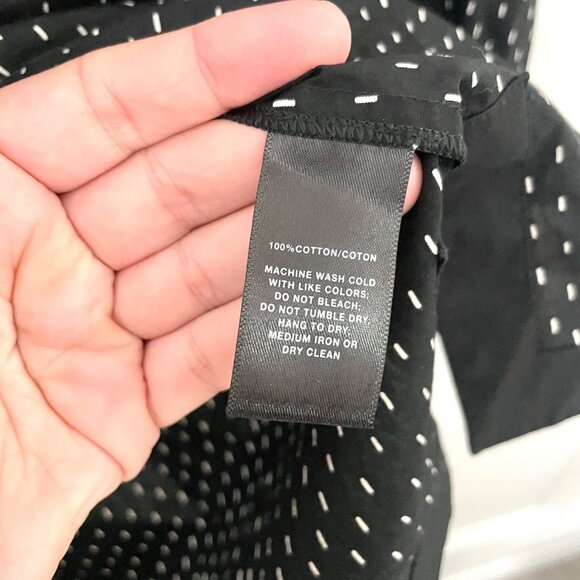 100%COTTON/COTON
MACHINE WASH COLD
WITH LIKE COLORS;
DO NOT BLEACH;
DO NOT TUMBLE DRY;
HANG TO DRY;
MEDIUM IRON OR
DRY CLEAN